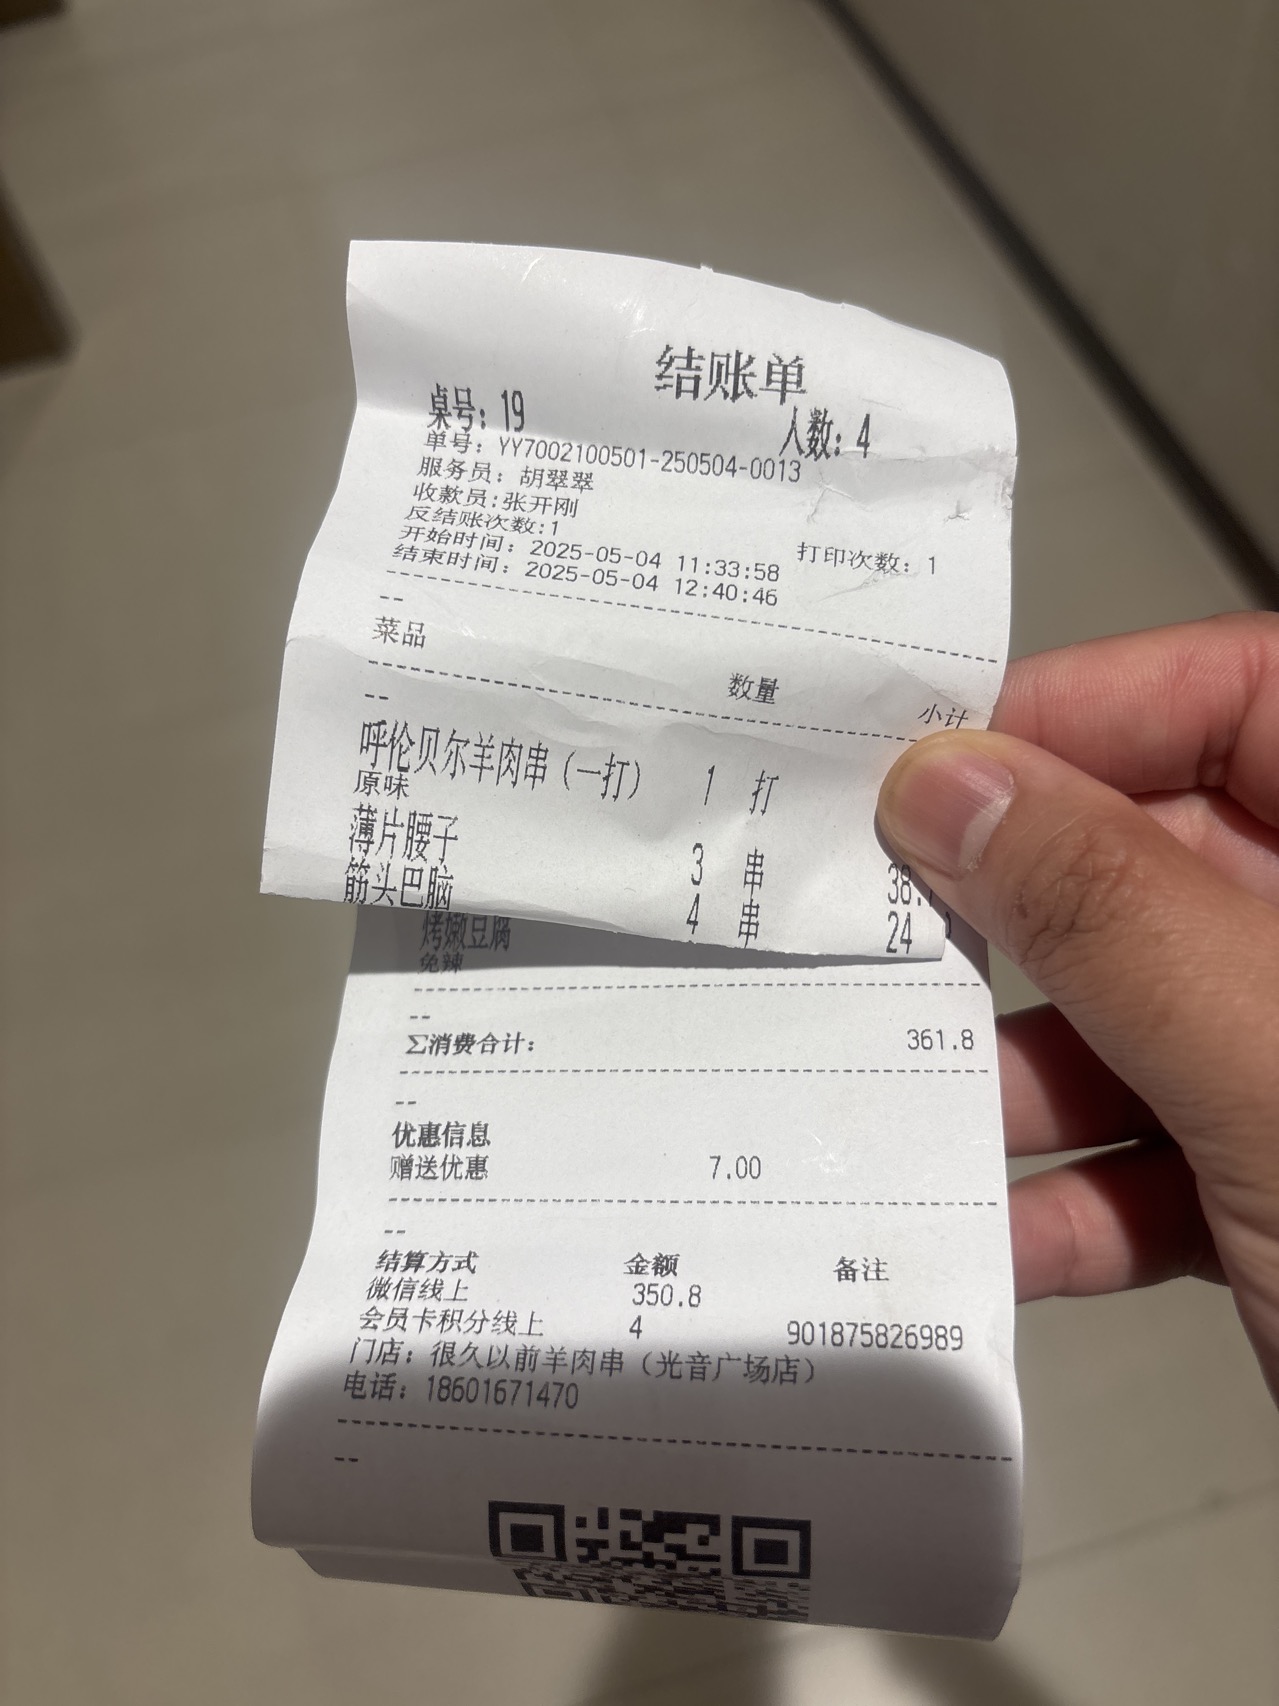 结账单
桌号: 19 人数: 4
单号: YY7002100501-250504-0013
服务员: 胡翠翠
收款员:张开刚
反结账次数:1 打印次数: 1
开始时间: 2025-05-04 11:33:58
结束时间: 2025-05-04 12:40:46
--
菜品 数量 小计
--
呼伦贝尔羊肉串 (一打) 1 打
原味
薄片腰子 3 串
筋头巴脑 4 串 24
烤嫩豆腐
免辣
--
∑消费合计: 361.8
--
优惠信息
赠送优惠 7.00
--
结算方式 金额 备注
微信线上 350.8
会员卡积分线上 4 901875826989
门店: 很久以前羊肉串 (光音广场店)
电话: 18601671470
--